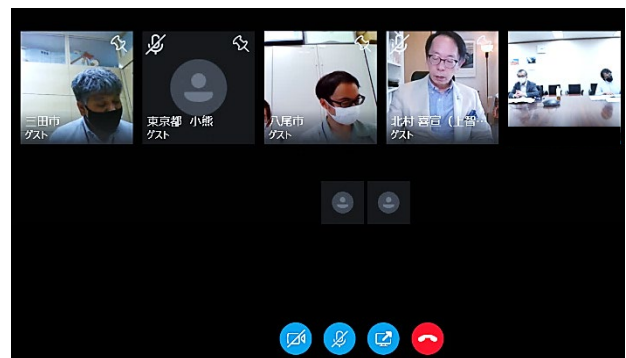 三田市
ゲスト
東京都 小熊
ゲスト
八尾市
ゲスト
北村 喜宣（上智…
ゲスト